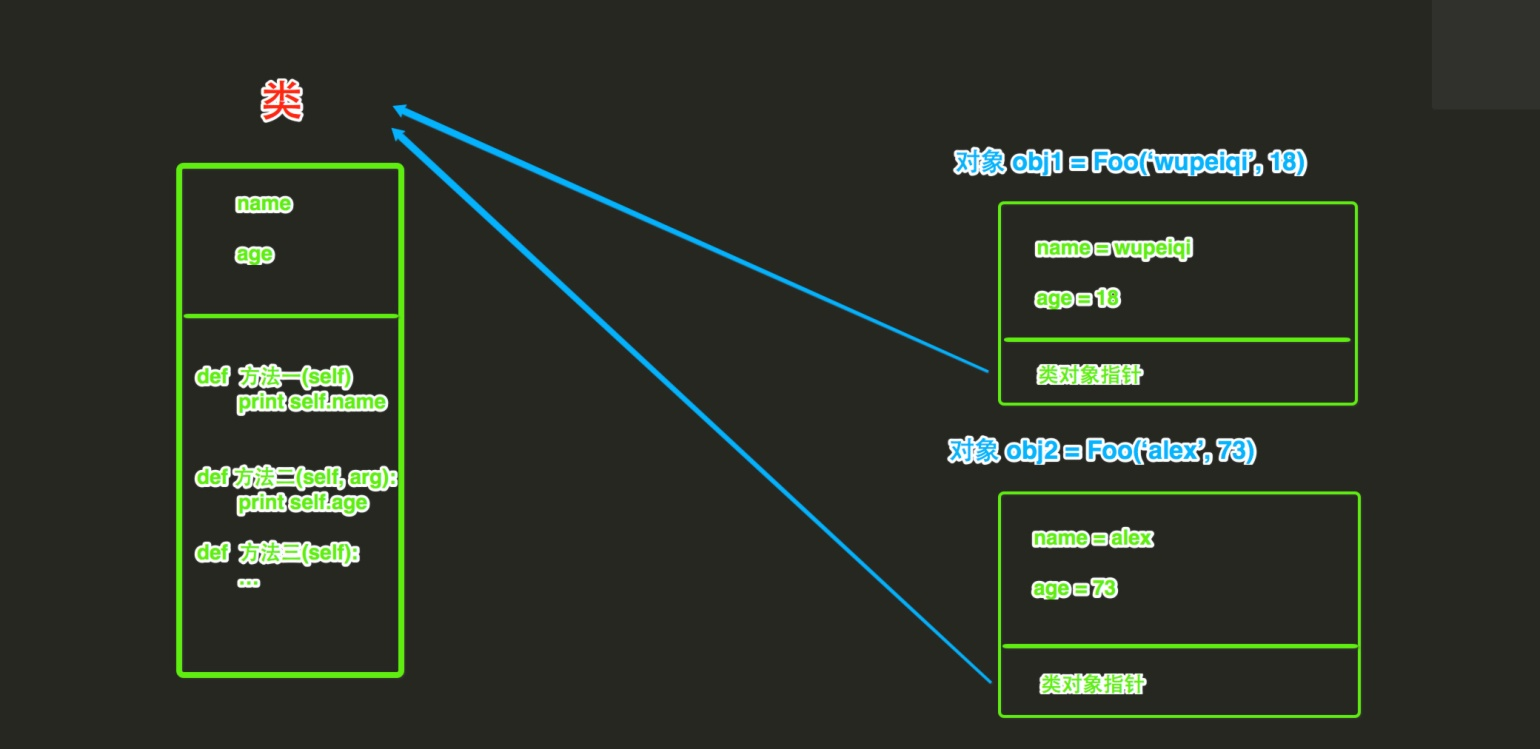 类
name
age
def 方法一(self)
print self.name
def 方法二(self, arg):
print self.age
def 方法三(self):
...
对象 obj1 = Foo(‘wupeiqi’, 18)
name = wupeiqi
age = 18
类对象指针
对象 obj2 = Foo(‘alex’, 73)
name = alex
age = 73
类对象指针